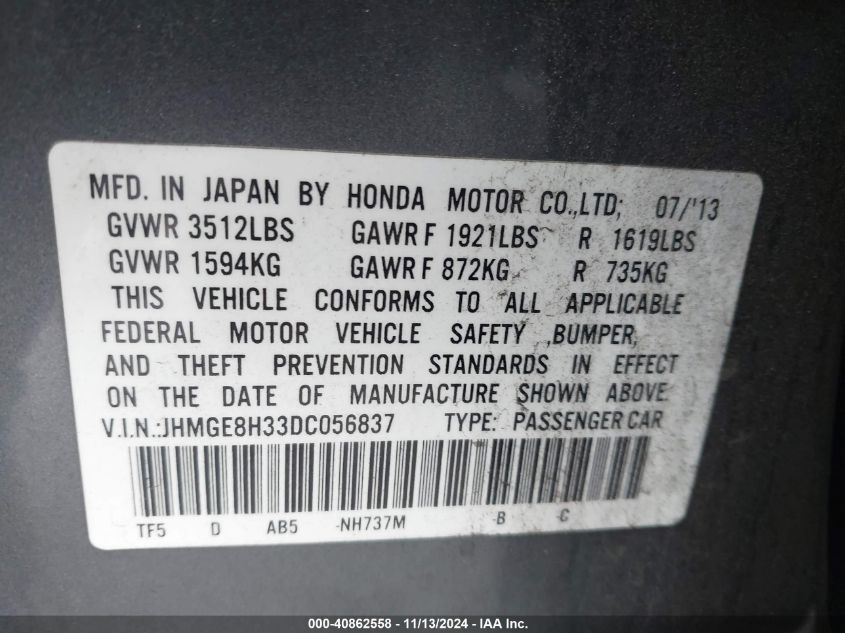 MFD. IN JAPAN BY HONDA MOTOR CO.,LTD; 07/'13
GVWR 3512LBS GAWR F 1921LBS R 1619LBS
GVWR 1594KG GAWR F 872KG R 735KG
THIS VEHICLE CONFORMS TO ALL APPLICABLE
FEDERAL MOTOR VEHICLE SAFETY ,BUMPER,
AND THEFT PREVENTION STANDARDS IN EFFECT
ON THE DATE OF MANUFACTURE SHOWN ABOVE.
V.I.N.:JHMGE8H33DC056837 TYPE: PASSENGER CAR
TF5 D AB5 -NH737M -B -C
000-40862558 - 11/13/2024 - IAA Inc.